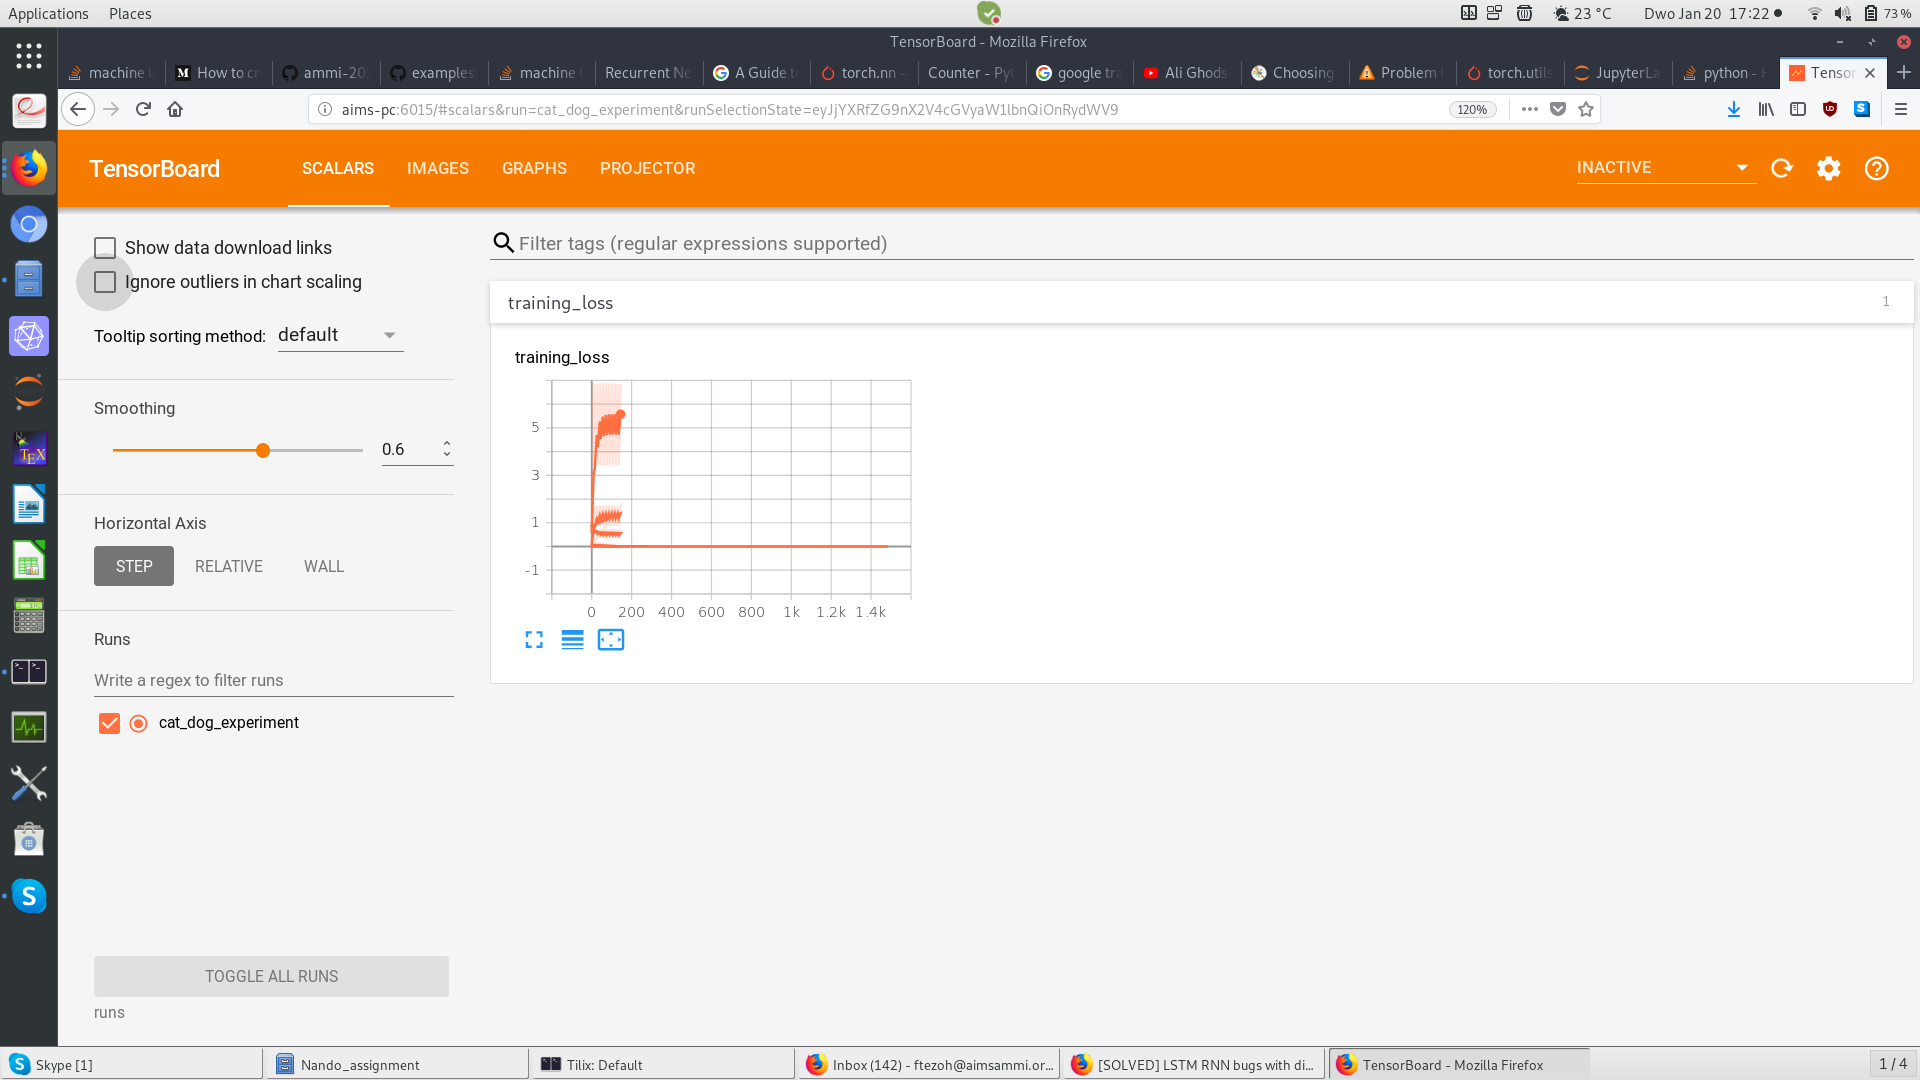 Applications Places
23 °C Dwo Jan 20 17:22 73 %
TensorBoard - Mozilla Firefox
machine l How to cr ammi-20 examples machine l Recurrent Ne A Guide to torch.nn – Counter - Pyt google tra Ali Ghods Choosing Problem torch.utils JupyterLa python - H Tensor
aims-pc:6015/#scalars&run=cat_dog_experiment&runSelectionState=eyJjYXRfZG9nX2V4cGVyaW1lbnQiOnRydWV9 120%
TensorBoard SCALARS IMAGES GRAPHS PROJECTOR INACTIVE
Show data download links
Ignore outliers in chart scaling
Tooltip sorting method: default
Smoothing
0.6
Horizontal Axis
STEP RELATIVE WALL
Runs
Write a regex to filter runs
cat_dog_experiment
TOGGLE ALL RUNS
runs
Filter tags (regular expressions supported)
training_loss 1
training_loss
5
3
1
-1
0 200 400 600 800 1k 1.2k 1.4k
Skype [1] Nando_assignment Tilix: Default Inbox (142) - ftezoh@aimsammi.or... [SOLVED] LSTM RNN bugs with di... TensorBoard - Mozilla Firefox 1 / 4